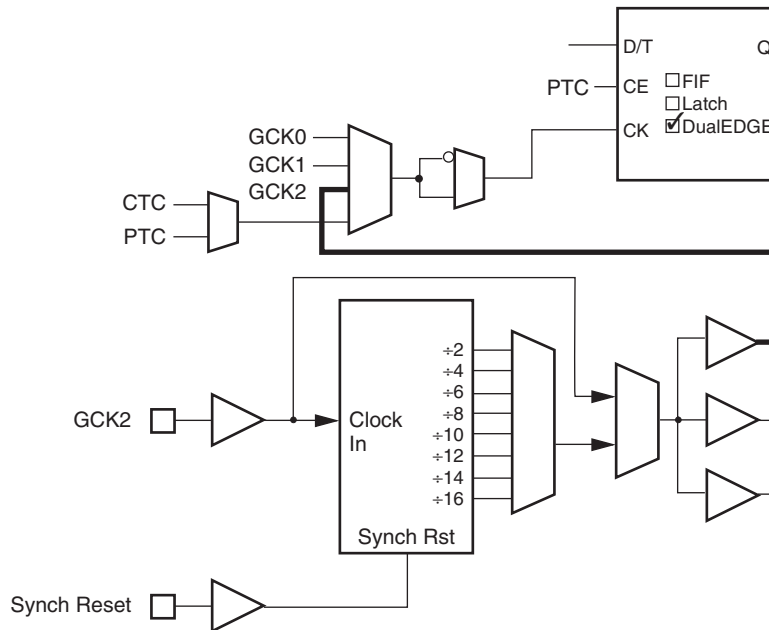 D/T
Q
PTC
CE
FIF
Latch
CK
DualEDGE
GCK0
GCK1
GCK2
CTC
PTC
÷2
÷4
÷6
÷8
÷10
÷12
÷14
÷16
GCK2
Clock
In
Synch Rst
Synch Reset